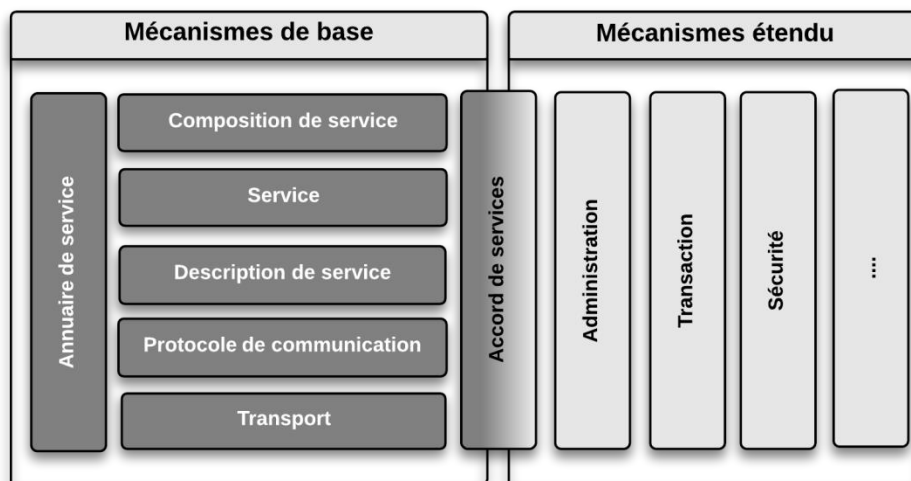 Mécanismes de base
Mécanismes étendu
Annuaire de service
Composition de service
Service
Description de service
Protocole de communication
Transport
Accord de services
Administration
Transaction
Sécurité
....